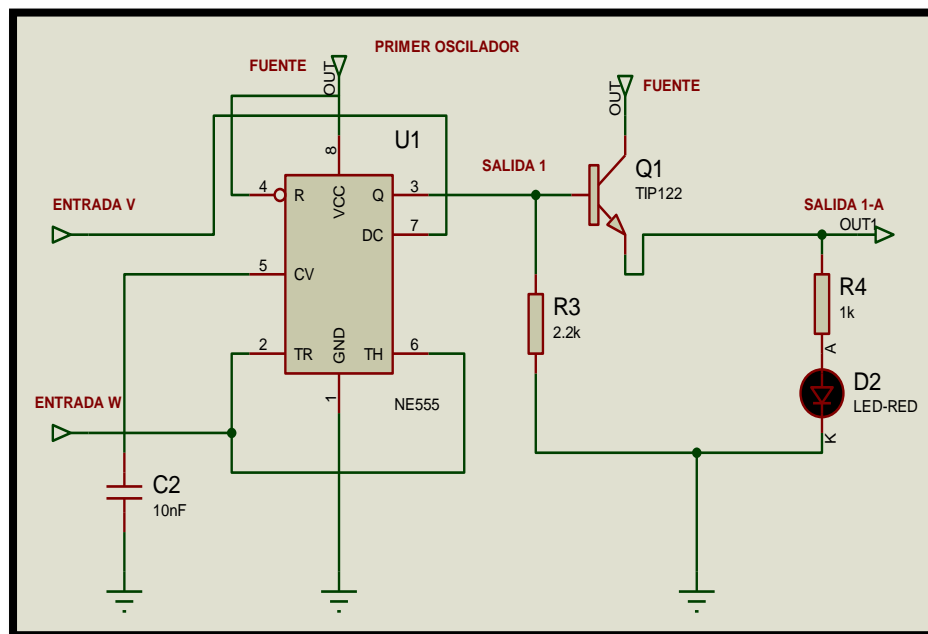 PRIMER OSCILADOR
FUENTE
OUT
FUENTE
OUT
U1
8
VCC
SALIDA 1
Q1
TIP122
4
R
Q
3
ENTRADA V
DC
7
SALIDA 1-A
OUT1
5
CV
R3
2.2k
R4
1k
2
TR
GND
TH
6
A
1
NE555
D2
LED-RED
K
ENTRADA W
C2
10nF